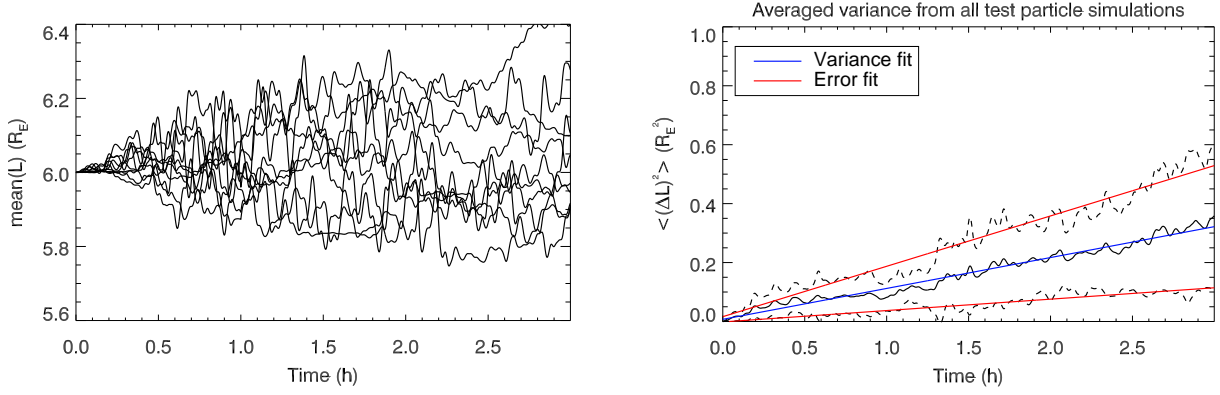 6.4
6.2
6.0
5.8
5.6
mean(L) (R_E)
0.0 0.5 1.0 1.5 2.0 2.5
Time (h)
Averaged variance from all test particle simulations
Variance fit
Error fit
1.0
0.8
0.6
0.4
0.2
0.0
<(ΔL)²> (R_E²)
0.0 0.5 1.0 1.5 2.0 2.5
Time (h)